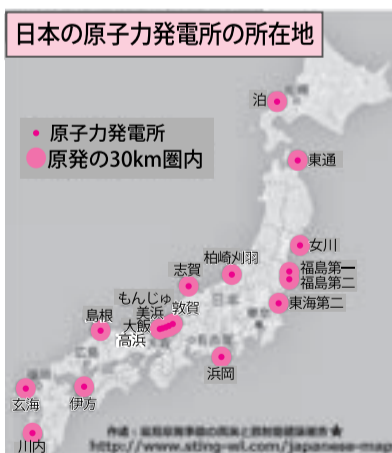 日本の原子力発電所の所在地
泊
原子力発電所
原発の30km圏内
東通
女川
柏崎刈羽
福島第一
福島第二
志賀
もんじゅ
美浜
敦賀
東海第二
島根
大飯
高浜
浜岡
玄海
伊方
川内
http://www.sting-wl.com/japanese-map